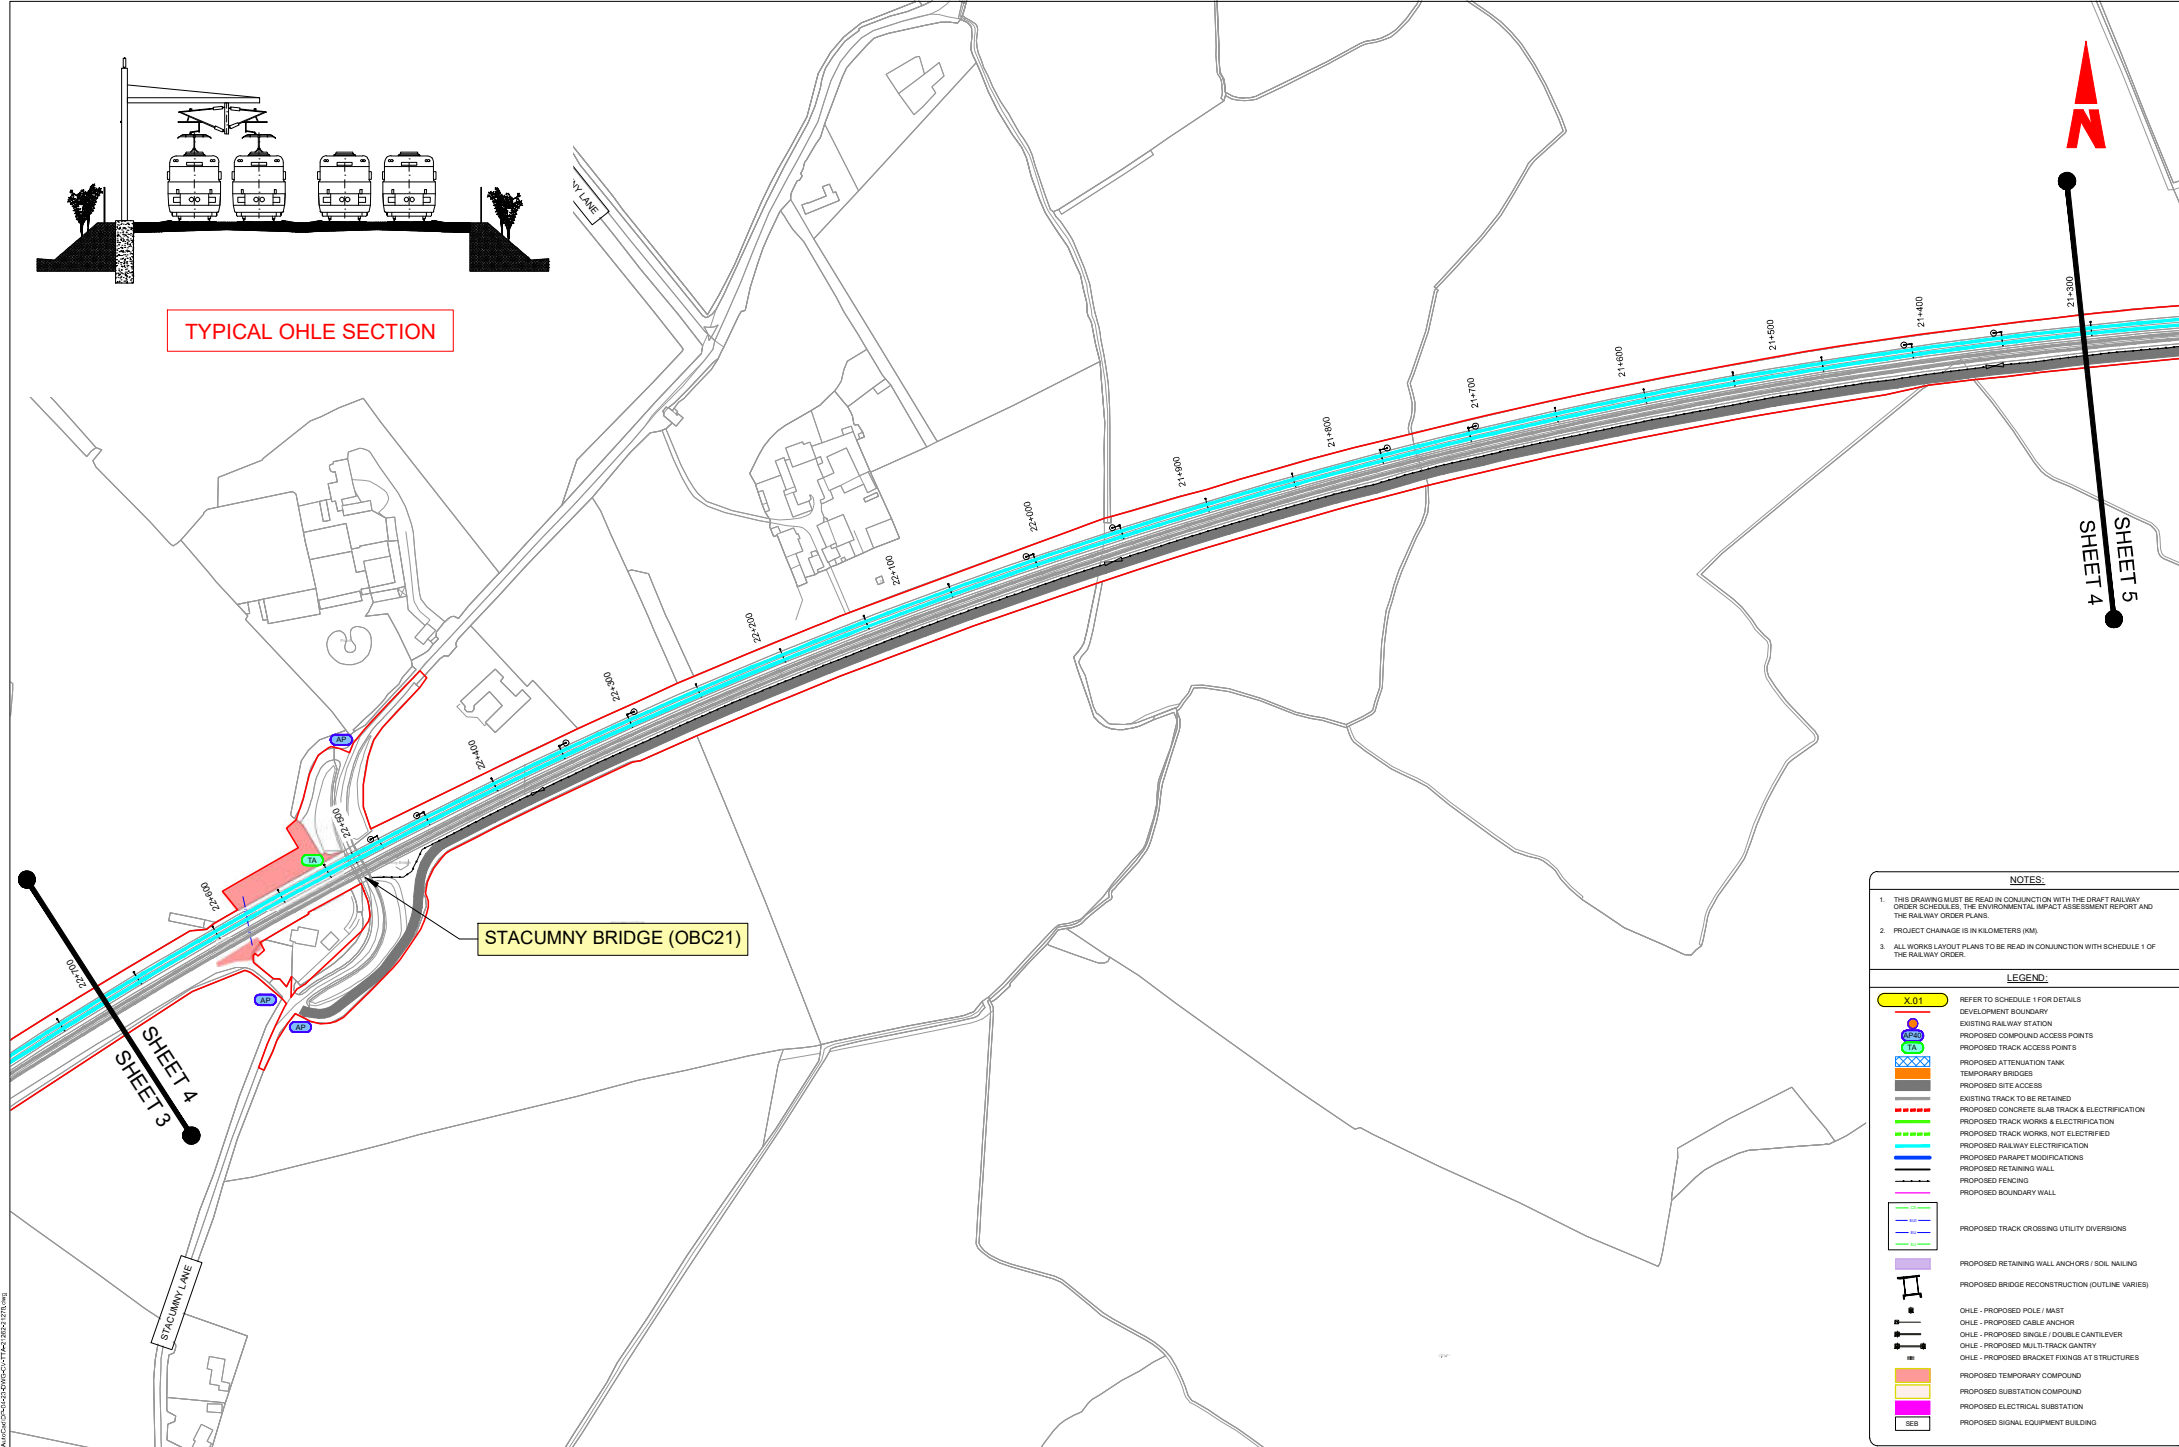 TYPICAL OHLE SECTION
NY LANE
N
21+300
21+400
21+500
21+600
21+700
21+800
21+900
22+000
22+100
22+200
22+300
22+400
22+500
22+600
22+700
SHEET 5
SHEET 4
AP
TA
AP
AP
STACUMNY BRIDGE (OBC21)
SHEET 4
SHEET 3
STACUMNY LANE
NOTES:
1. THIS DRAWING MUST BE READ IN CONJUNCTION WITH THE DRAFT RAILWAY
ORDER SCHEDULES, THE ENVIRONMENTAL IMPACT ASSESSMENT REPORT AND
THE RAILWAY ORDER PLANS.
2. PROJECT CHAINAGE IS IN KILOMETERS (KM).
3. ALL WORKS LAYOUT PLANS TO BE READ IN CONJUNCTION WITH SCHEDULE 1 OF
THE RAILWAY ORDER.
LEGEND:
X.01 REFER TO SCHEDULE 1 FOR DETAILS
DEVELOPMENT BOUNDARY
EXISTING RAILWAY STATION
AP40 PROPOSED COMPOUND ACCESS POINTS
TA PROPOSED TRACK ACCESS POINTS
PROPOSED ATTENUATION TANK
TEMPORARY BRIDGES
PROPOSED SITE ACCESS
EXISTING TRACK TO BE RETAINED
PROPOSED CONCRETE SLAB TRACK & ELECTRIFICATION
PROPOSED TRACK WORKS & ELECTRIFICATION
PROPOSED TRACK WORKS, NOT ELECTRIFIED
PROPOSED RAILWAY ELECTRIFICATION
PROPOSED PARAPET MODIFICATIONS
PROPOSED RETAINING WALL
PROPOSED FENCING
PROPOSED BOUNDARY WALL
PROPOSED TRACK CROSSING UTILITY DIVERSIONS
PROPOSED RETAINING WALL ANCHORS / SOIL NAILING
PROPOSED BRIDGE RECONSTRUCTION (OUTLINE VARIES)
OHLE - PROPOSED POLE / MAST
OHLE - PROPOSED CABLE ANCHOR
OHLE - PROPOSED SINGLE / DOUBLE CANTILEVER
OHLE - PROPOSED MULTI-TRACK GANTRY
OHLE - PROPOSED BRACKET FIXINGS AT STRUCTURES
PROPOSED TEMPORARY COMPOUND
PROPOSED SUBSTATION COMPOUND
PROPOSED ELECTRICAL SUBSTATION
SEB PROPOSED SIGNAL EQUIPMENT BUILDING